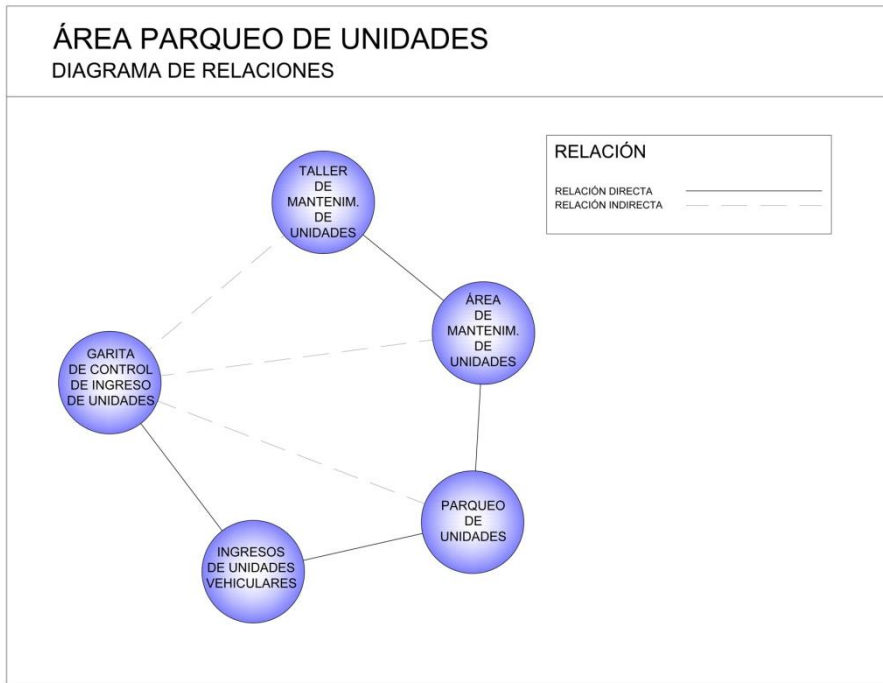 ÁREA PARQUEO DE UNIDADES
DIAGRAMA DE RELACIONES
RELACIÓN
RELACIÓN DIRECTA
RELACIÓN INDIRECTA
TALLER
DE
MANTENIM.
DE
UNIDADES
ÁREA
DE
MANTENIM.
DE
UNIDADES
GARITA
DE CONTROL
DE INGRESO
DE UNIDADES
PARQUEO
DE
UNIDADES
INGRESOS
DE UNIDADES
VEHICULARES